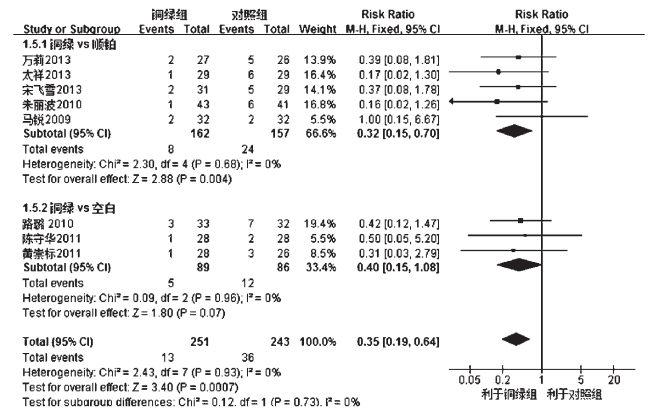 润绿组 对照组 Risk Ratio Risk Ratio
Study or Subgroup Events Total Events Total Weight M-H, Fixed, 95% CI M-H, Fixed, 95% CI
1.5.1 润绿 vs 顺铂
万莉2013 2 27 5 26 13.9% 0.39 [0.08, 1.81]
太祥2013 1 29 6 29 16.4% 0.17 [0.02, 1.30]
宋飞雪2013 2 31 5 29 14.1% 0.37 [0.08, 1.78]
朱丽波2010 1 43 6 41 16.7% 0.16 [0.02, 1.26]
马锐2009 2 32 2 32 5.5% 1.00 [0.15, 6.67]
Subtotal (95% CI) 162 157 66.6% 0.32 [0.15, 0.70]
Total events 8 24
Heterogeneity: Chi² = 2.30, df = 4 (P = 0.68); I² = 0%
Test for overall effect: Z = 2.88 (P = 0.004)
1.5.2 润绿 vs 空白
路璐 2010 3 33 7 32 19.4% 0.42 [0.12, 1.47]
陈守华2011 1 28 2 28 5.5% 0.50 [0.05, 5.20]
黄崇标2011 1 28 3 26 8.5% 0.31 [0.03, 2.79]
Subtotal (95% CI) 89 86 33.4% 0.40 [0.15, 1.08]
Total events 5 12
Heterogeneity: Chi² = 0.09, df = 2 (P = 0.96); I² = 0%
Test for overall effect: Z = 1.80 (P = 0.07)
Total (95% CI) 251 243 100.0% 0.35 [0.19, 0.64]
Total events 13 36
Heterogeneity: Chi² = 2.43, df = 7 (P = 0.93); I² = 0%
Test for overall effect: Z = 3.40 (P = 0.0007)
Test for subgroup differences: Chi² = 0.12, df = 1 (P = 0.73), I² = 0%
0.05 0.2 1 5 20
利于润绿组 利于对照组